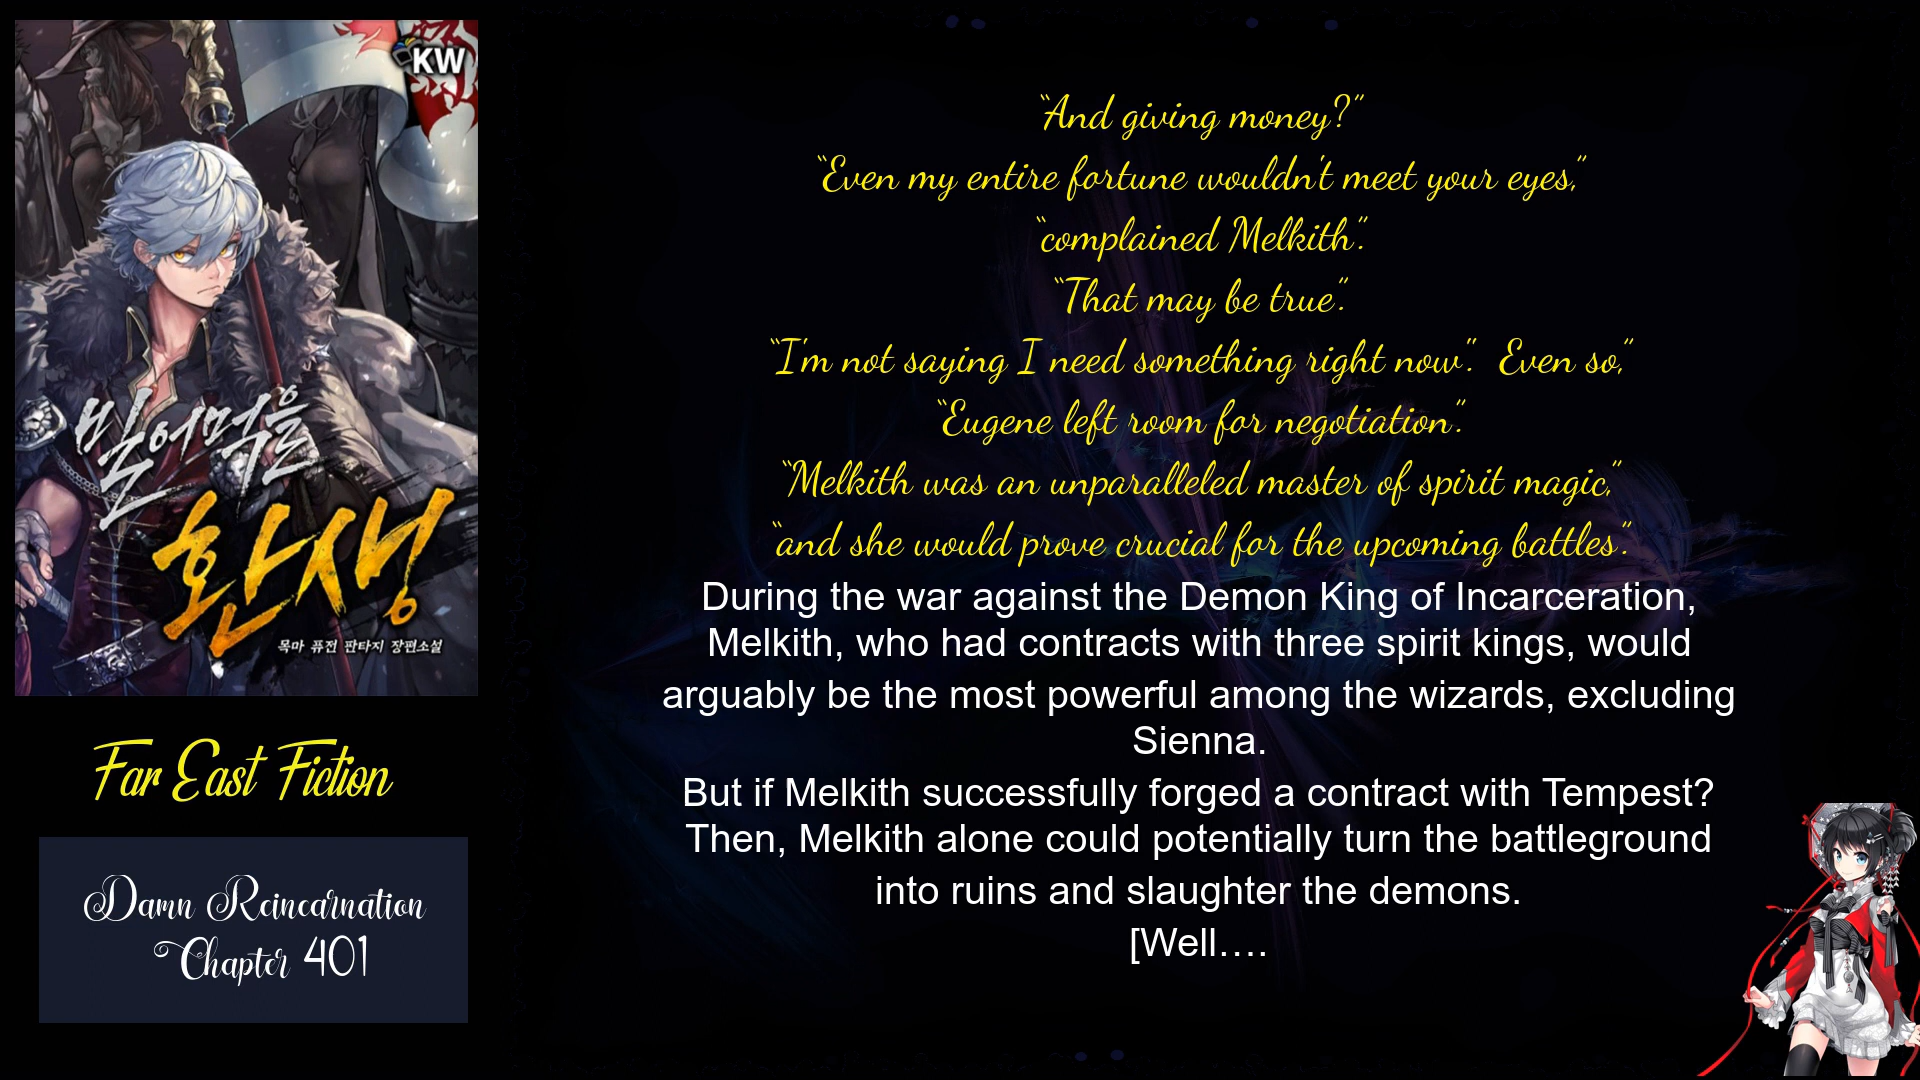 KW
빌어먹을
환생
목마 퓨전 판타지 장편소설
Far East Fiction
Damn Reincarnation
Chapter 401
“And giving money?”
“Even my entire fortune wouldn't meet your eyes,”
“complained Melkith”.
“That may be true”.
“I'm not saying I need something right now”. Even so,”
“Eugene left room for negotiation”.
“Melkith was an unparalleled master of spirit magic,”
“and she would prove crucial for the upcoming battles”.
During the war against the Demon King of Incarceration,
Melkith, who had contracts with three spirit kings, would
arguably be the most powerful among the wizards, excluding
Sienna.
But if Melkith successfully forged a contract with Tempest?
Then, Melkith alone could potentially turn the battleground
into ruins and slaughter the demons.
[Well….